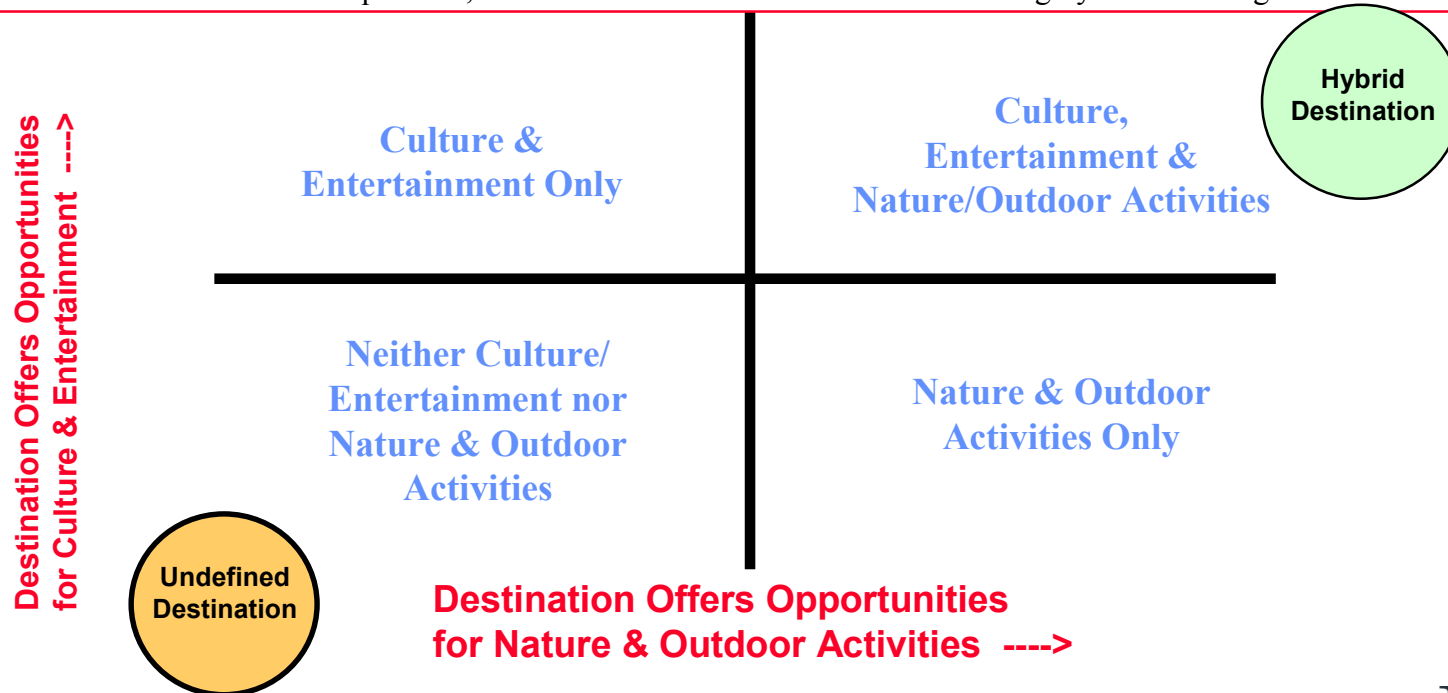 Hybrid
Destination
Culture &
Entertainment Only
Culture,
Entertainment &
Nature/Outdoor Activities
Destination Offers Opportunities
for Culture & Entertainment ---->
Neither Culture/
Entertainment nor
Nature & Outdoor
Activities
Nature & Outdoor
Activities Only
Undefined
Destination
Destination Offers Opportunities
for Nature & Outdoor Activities ---->